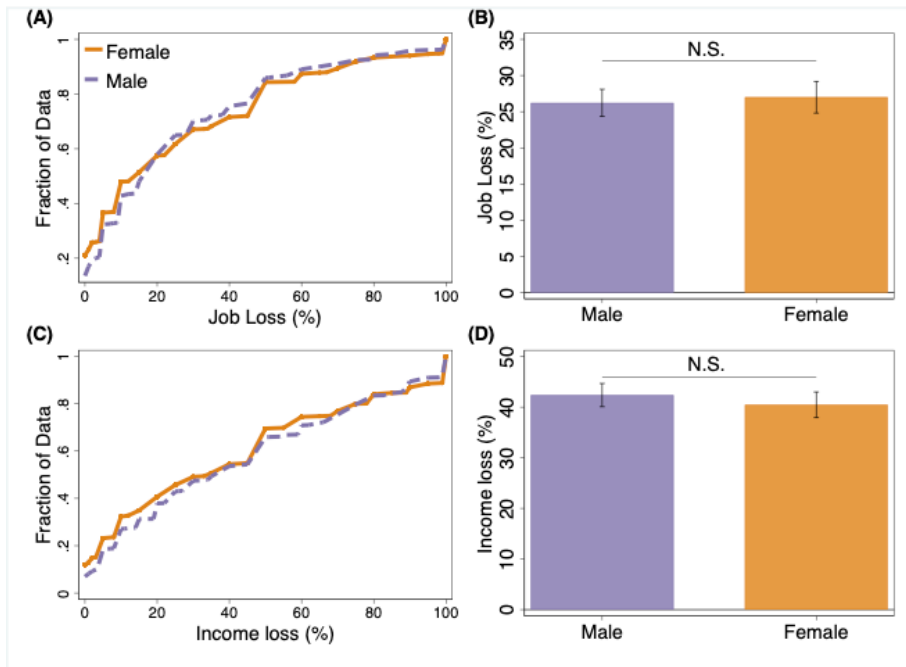 (A)
Female
Male
Fraction of Data
1
.8
.6
.4
.2
0 20 40 60 80 100
Job Loss (%)
(B)
N.S.
Job Loss (%)
35
30
25
20
15
10
5
0
Male Female
(C)
Fraction of Data
1
.8
.6
.4
.2
0
0 20 40 60 80 100
Income loss (%)
(D)
N.S.
Income loss (%)
50
40
30
20
10
0
Male Female